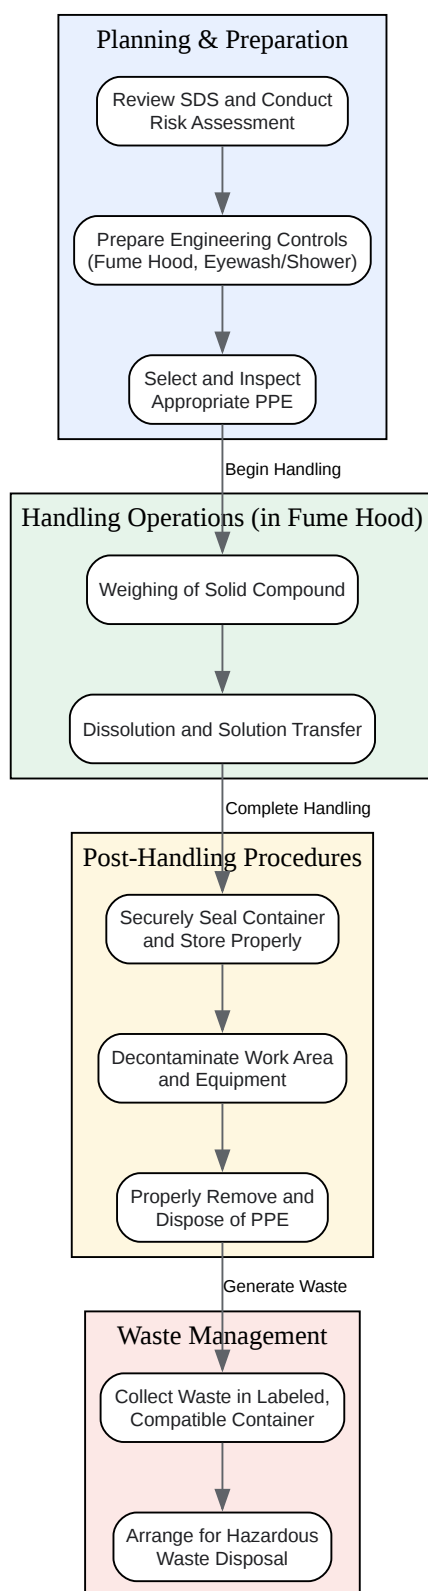 Planning & Preparation
Review SDS and Conduct
Risk Assessment
Prepare Engineering Controls
(Fume Hood, Eyewash/Shower)
Select and Inspect
Appropriate PPE
Begin Handling
Handling Operations (in Fume Hood)
Weighing of Solid Compound
Dissolution and Solution Transfer
Complete Handling
Post-Handling Procedures
Securely Seal Container
and Store Properly
Decontaminate Work Area
and Equipment
Properly Remove and
Dispose of PPE
Generate Waste
Waste Management
Collect Waste in Labeled,
Compatible Container
Arrange for Hazardous
Waste Disposal